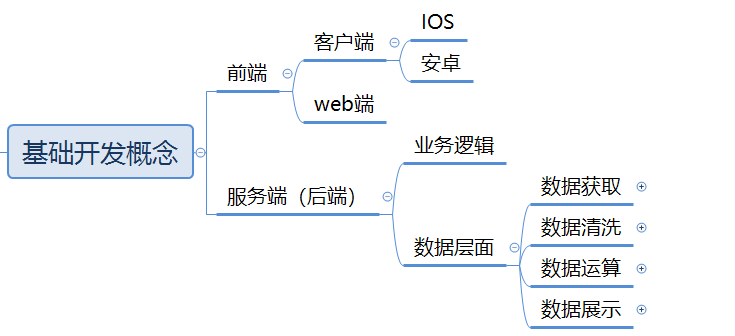 基础开发概念
前端
客户端
IOS
安卓
web端
服务端（后端）
业务逻辑
数据层面
数据获取
数据清洗
数据运算
数据展示